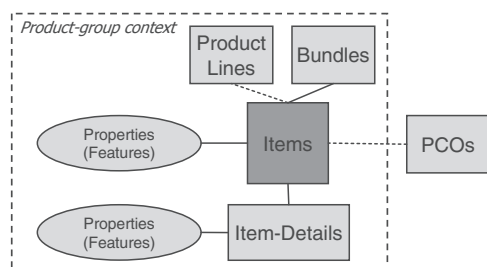 Product-group context
Product
Lines
Bundles
Properties
(Features)
Items
PCOs
Properties
(Features)
Item-Details